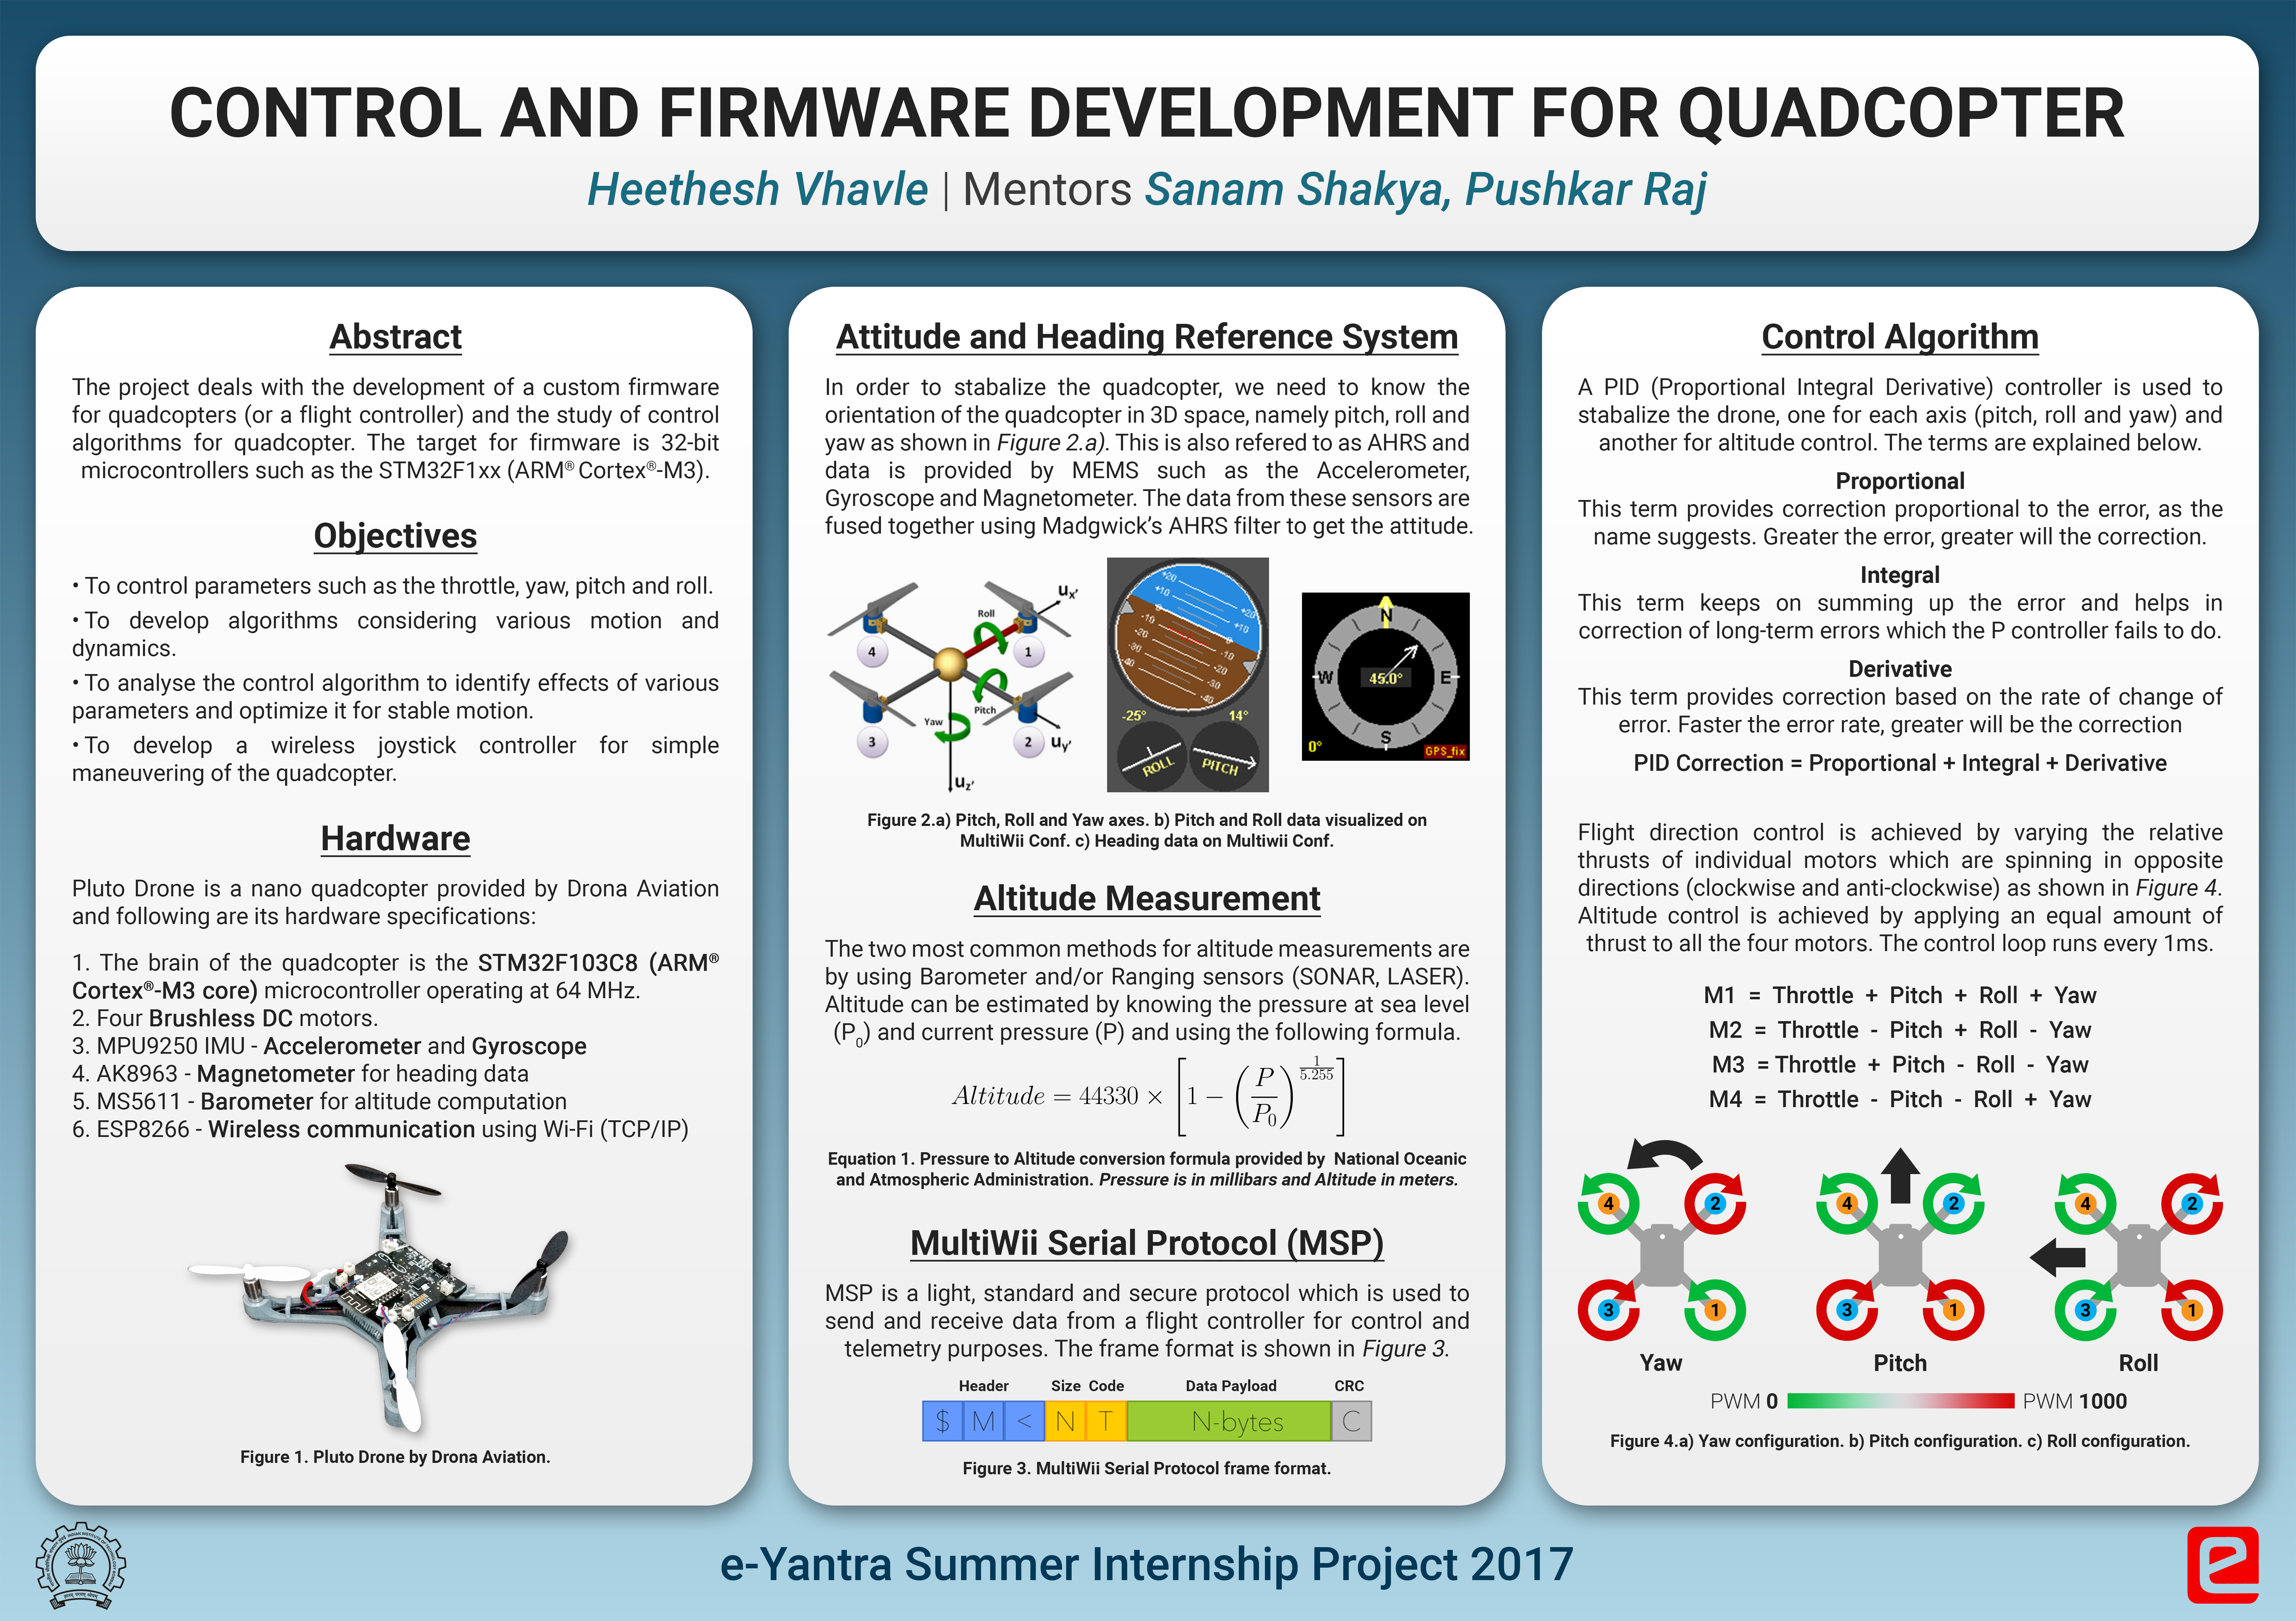 CONTROL AND FIRMWARE DEVELOPMENT FOR QUADCOPTER
Heethesh Vhavle | Mentors Sanam Shakya, Pushkar Raj
Abstract
The project deals with the development of a custom firmware
for quadcopters (or a flight controller) and the study of control
algorithms for quadcopter. The target for firmware is 32-bit
microcontrollers such as the STM32F1xx (ARM® Cortex®-M3).
Objectives
• To control parameters such as the throttle, yaw, pitch and roll.
• To develop algorithms considering various motion and
dynamics.
• To analyse the control algorithm to identify effects of various
parameters and optimize it for stable motion.
• To develop a wireless joystick controller for simple
maneuvering of the quadcopter.
Hardware
Pluto Drone is a nano quadcopter provided by Drona Aviation
and following are its hardware specifications:
1. The brain of the quadcopter is the STM32F103C8 (ARM®
Cortex®-M3 core) microcontroller operating at 64 MHz.
2. Four Brushless DC motors.
3. MPU9250 IMU - Accelerometer and Gyroscope
4. AK8963 - Magnetometer for heading data
5. MS5611 - Barometer for altitude computation
6. ESP8266 - Wireless communication using Wi-Fi (TCP/IP)
Figure 1. Pluto Drone by Drona Aviation.
Attitude and Heading Reference System
In order to stabalize the quadcopter, we need to know the
orientation of the quadcopter in 3D space, namely pitch, roll and
yaw as shown in Figure 2.a). This is also refered to as AHRS and
data is provided by MEMS such as the Accelerometer,
Gyroscope and Magnetometer. The data from these sensors are
fused together using Madgwick's AHRS filter to get the attitude.
Roll
ux'
4
1
Pitch
Yaw
3
2
uy'
uz'
+20
+10
0
-10
-20
-30
-40
+20
+10
0
-10
-20
-30
-40
-25° 14°
ROLL PITCH
N
W 45.0° E
S
0° GPS_fix
Figure 2.a) Pitch, Roll and Yaw axes. b) Pitch and Roll data visualized on
MultiWii Conf. c) Heading data on Multiwii Conf.
Altitude Measurement
The two most common methods for altitude measurements are
by using Barometer and/or Ranging sensors (SONAR, LASER).
Altitude can be estimated by knowing the pressure at sea level
(P0) and current pressure (P) and using the following formula.
Altitude = 44330 × [1 − (P/P0)^(1/5.255)]
Equation 1. Pressure to Altitude conversion formula provided by National Oceanic
and Atmospheric Administration. Pressure is in millibars and Altitude in meters.
MultiWii Serial Protocol (MSP)
MSP is a light, standard and secure protocol which is used to
send and receive data from a flight controller for control and
telemetry purposes. The frame format is shown in Figure 3.
Header Size Code Data Payload CRC
$ M < N T N-bytes C
Figure 3. MultiWii Serial Protocol frame format.
Control Algorithm
A PID (Proportional Integral Derivative) controller is used to
stabalize the drone, one for each axis (pitch, roll and yaw) and
another for altitude control. The terms are explained below.
Proportional
This term provides correction proportional to the error, as the
name suggests. Greater the error, greater will the correction.
Integral
This term keeps on summing up the error and helps in
correction of long-term errors which the P controller fails to do.
Derivative
This term provides correction based on the rate of change of
error. Faster the error rate, greater will be the correction
PID Correction = Proportional + Integral + Derivative
Flight direction control is achieved by varying the relative
thrusts of individual motors which are spinning in opposite
directions (clockwise and anti-clockwise) as shown in Figure 4.
Altitude control is achieved by applying an equal amount of
thrust to all the four motors. The control loop runs every 1ms.
M1 = Throttle + Pitch + Roll + Yaw
M2 = Throttle - Pitch + Roll - Yaw
M3 = Throttle + Pitch - Roll - Yaw
M4 = Throttle - Pitch - Roll + Yaw
4 2 4 2 4 2
3 1 3 1 3 1
Yaw Pitch Roll
PWM 0 PWM 1000
Figure 4.a) Yaw configuration. b) Pitch configuration. c) Roll configuration.
e-Yantra Summer Internship Project 2017